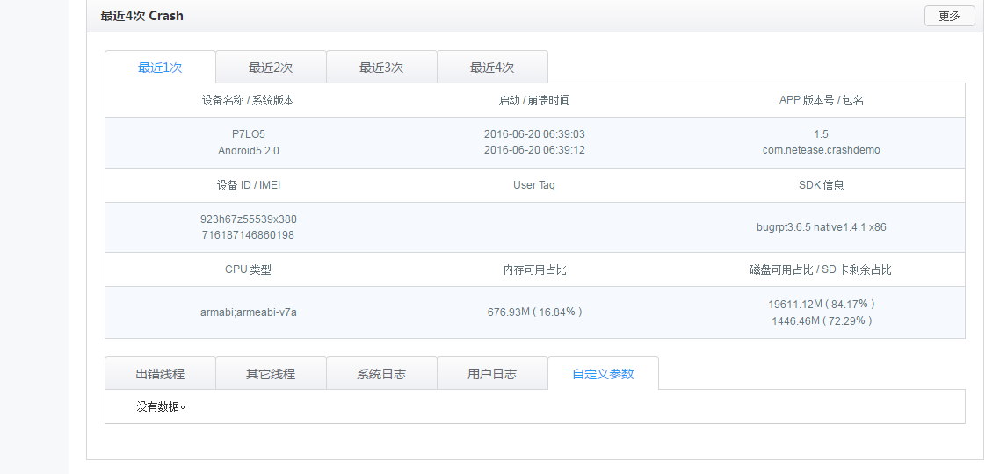 最近4次 Crash
更多
最近1次 最近2次 最近3次 最近4次
设备名称 / 系统版本 启动 / 崩溃时间 APP 版本号 / 包名
P7LO5 2016-06-20 06:39:03 1.5
Android5.2.0 2016-06-20 06:39:12 com.netease.crashdemo
设备 ID / IMEI User Tag SDK 信息
923h67z55539x380
716187146860198
bugrpt3.6.5 native1.4.1 x86
CPU 类型 内存可用占比 磁盘可用占比 / SD 卡剩余占比
armabi;armeabi-v7a 676.93M ( 16.84% )
19611.12M ( 84.17% )
1446.46M ( 72.29% )
出错线程 其它线程 系统日志 用户日志 自定义参数
没有数据。